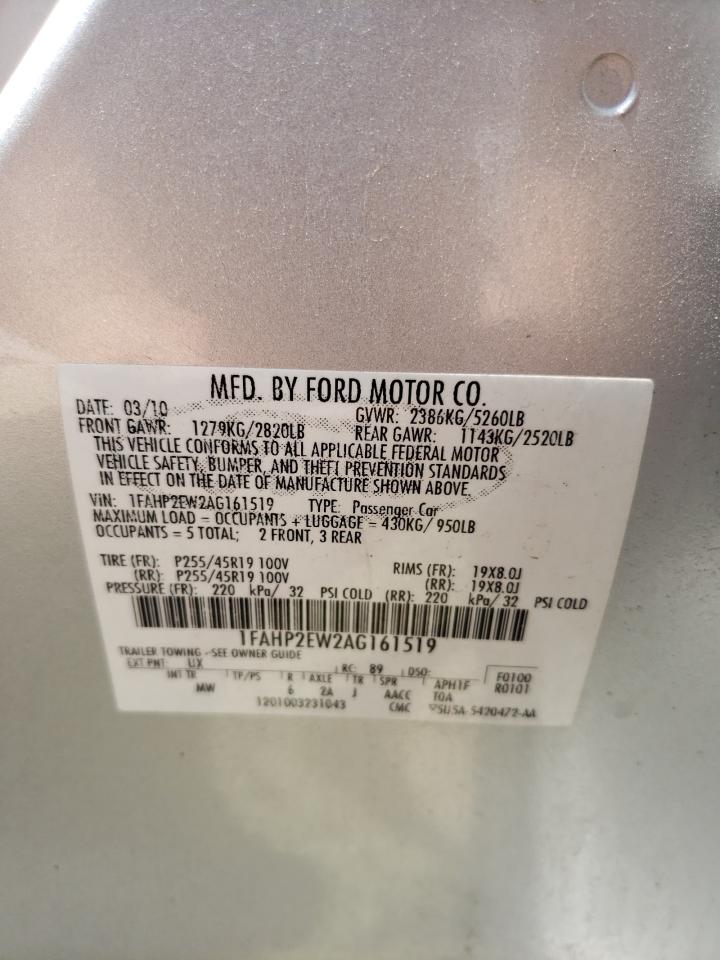 MFD. BY FORD MOTOR CO.
DATE: 03/10 GVWR: 2386KG/5260LB
FRONT GAWR: 1279KG/2820LB REAR GAWR: 1143KG/2520LB
THIS VEHICLE CONFORMS TO ALL APPLICABLE FEDERAL MOTOR
VEHICLE SAFETY, BUMPER, AND THEFT PREVENTION STANDARDS
IN EFFECT ON THE DATE OF MANUFACTURE SHOWN ABOVE.
VIN: 1FAHP2EW2AG161519 TYPE: Passenger Car
MAXIMUM LOAD = OCCUPANTS + LUGGAGE = 430KG/ 950LB
OCCUPANTS = 5 TOTAL; 2 FRONT, 3 REAR
TIRE (FR): P255/45R19 100V RIMS (FR): 19X8.0J
(RR): P255/45R19 100V (RR): 19X8.0J
PRESSURE (FR): 220 kPa/ 32 PSI COLD (RR): 220 kPa/ 32 PSI COLD
1FAHP2EW2AG161519
TRAILER TOWING - SEE OWNER GUIDE
EXT PNT: UX RC: 89 DSO: F0100
INT TR TP/PS R AXLE TR SPR APH1F R0101
MW 6 2A J AACC TOA
1201003231043 CMC 5U5A-5420472-AA